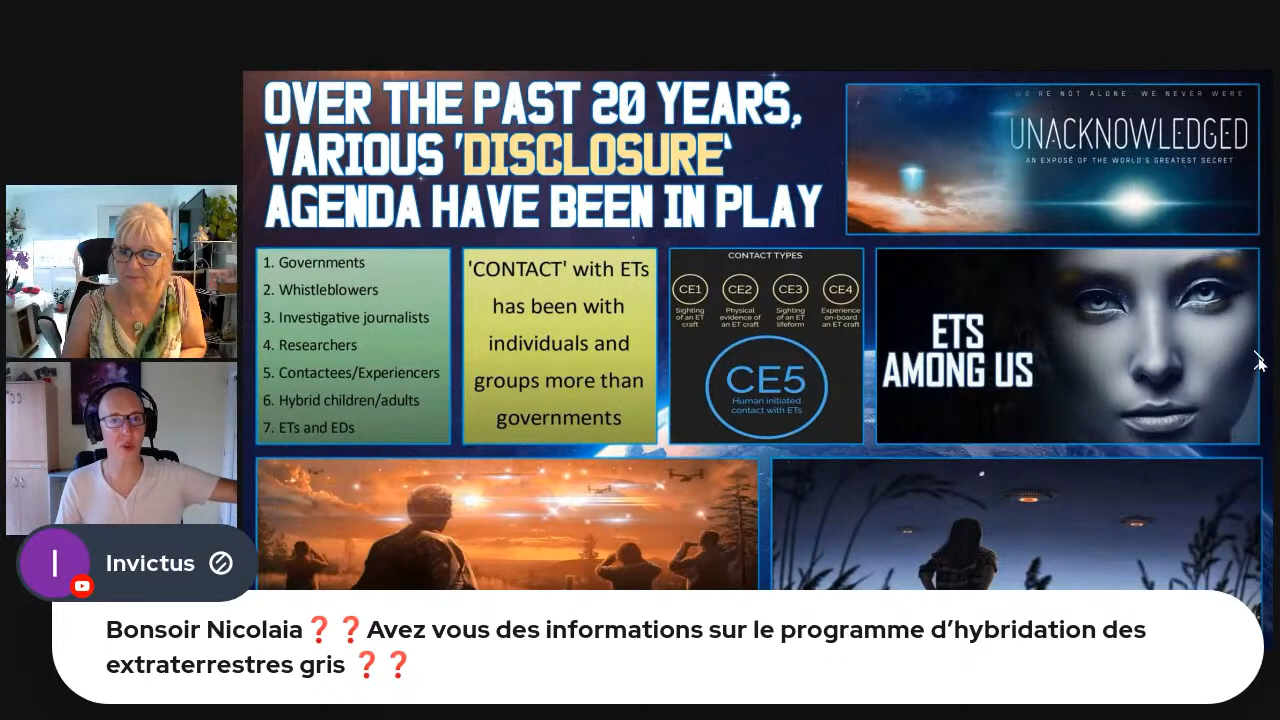 OVER THE PAST 20 YEARS,
VARIOUS 'DISCLOSURE'
AGENDA HAVE BEEN IN PLAY
WE'RE NOT ALONE. WE NEVER WERE
UNACKNOWLEDGED
AN EXPOSÉ OF THE WORLD'S GREATEST SECRET
1. Governments
2. Whistleblowers
3. Investigative journalists
4. Researchers
5. Contactees/Experiencers
6. Hybrid children/adults
7. ETs and EDs
'CONTACT' with ETs
has been with
individuals and
groups more than
governments
CONTACT TYPES
CE1 CE2 CE3 CE4
Sighting of an ET craft
Physical evidence of an ET craft
Sighting of an ET lifeform
Experience on-board an ET craft
CE5
Human initiated
contact with ETs
ETS
AMONG US
I
Invictus
Bonsoir Nicolaia❓❓Avez vous des informations sur le programme d’hybridation des
extraterrestres gris ❓❓